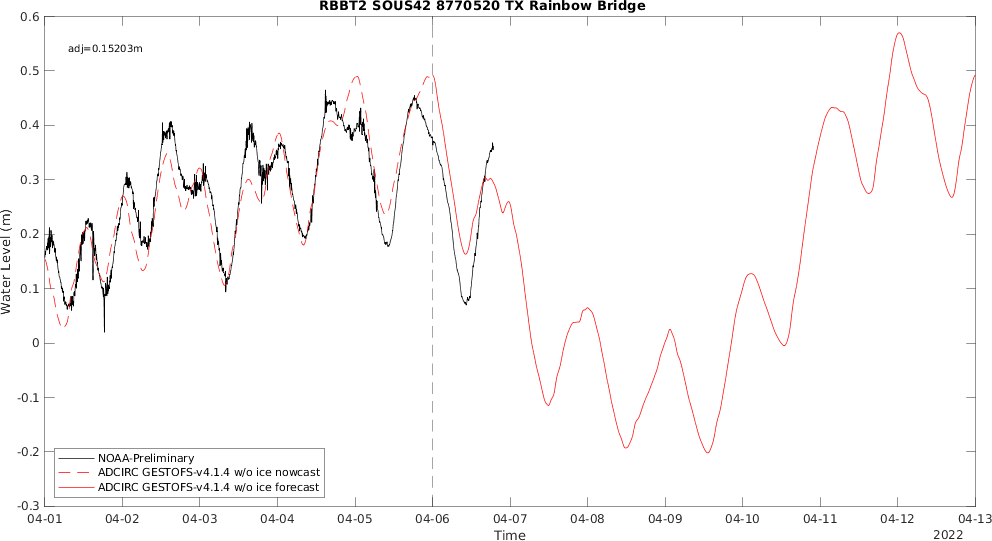 RBBT2 SOUS42 8770520 TX Rainbow Bridge
adj=0.15203m
0.6
0.5
0.4
0.3
0.2
0.1
0
-0.1
-0.2
-0.3
Water Level (m)
NOAA-Preliminary
ADCIRC GESTOFS-v4.1.4 w/o ice nowcast
ADCIRC GESTOFS-v4.1.4 w/o ice forecast
04-01 04-02 04-03 04-04 04-05 04-06 04-07 04-08 04-09 04-10 04-11 04-12 04-13
Time
2022